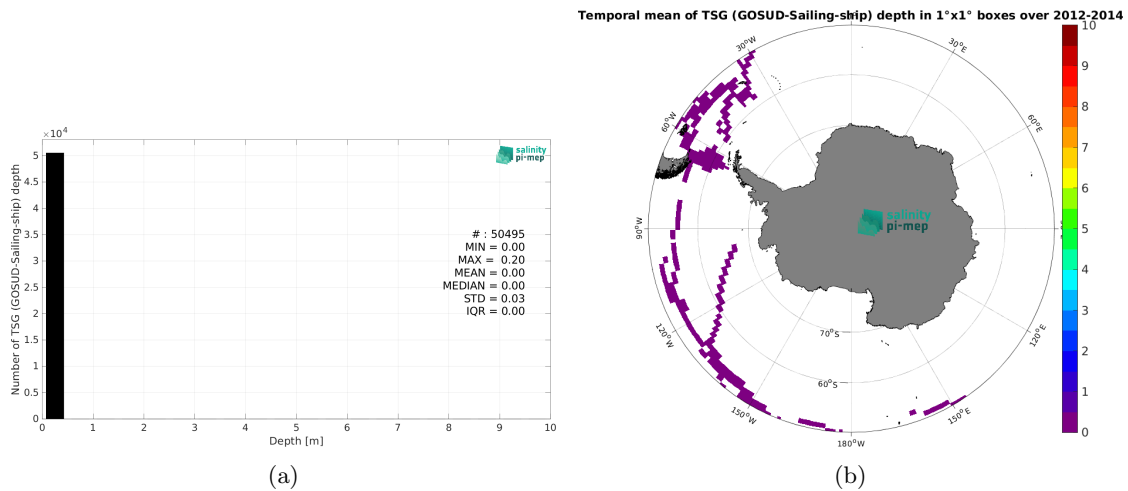 Temporal mean of TSG (GOSUD-Sailing-ship) depth in 1°x1° boxes over 2012-2014
×10⁴
5
4.5
4
3.5
3
2.5
2
1.5
1
0.5
0
Number of TSG (GOSUD-Sailing-ship) depth
salinity
pi-mep
# : 50495
MIN = 0.00
MAX = 0.20
MEAN = 0.00
MEDIAN = 0.00
STD = 0.03
IQR = 0.00
0 1 2 3 4 5 6 7 8 9 10
Depth [m]
(a)
30°W
30°E
60°W
60°E
90°W
salinity
pi-mep
120°W
120°E
70°S
60°S
150°W
150°E
180°W
10
9
8
7
6
5
4
3
2
1
0
(b)